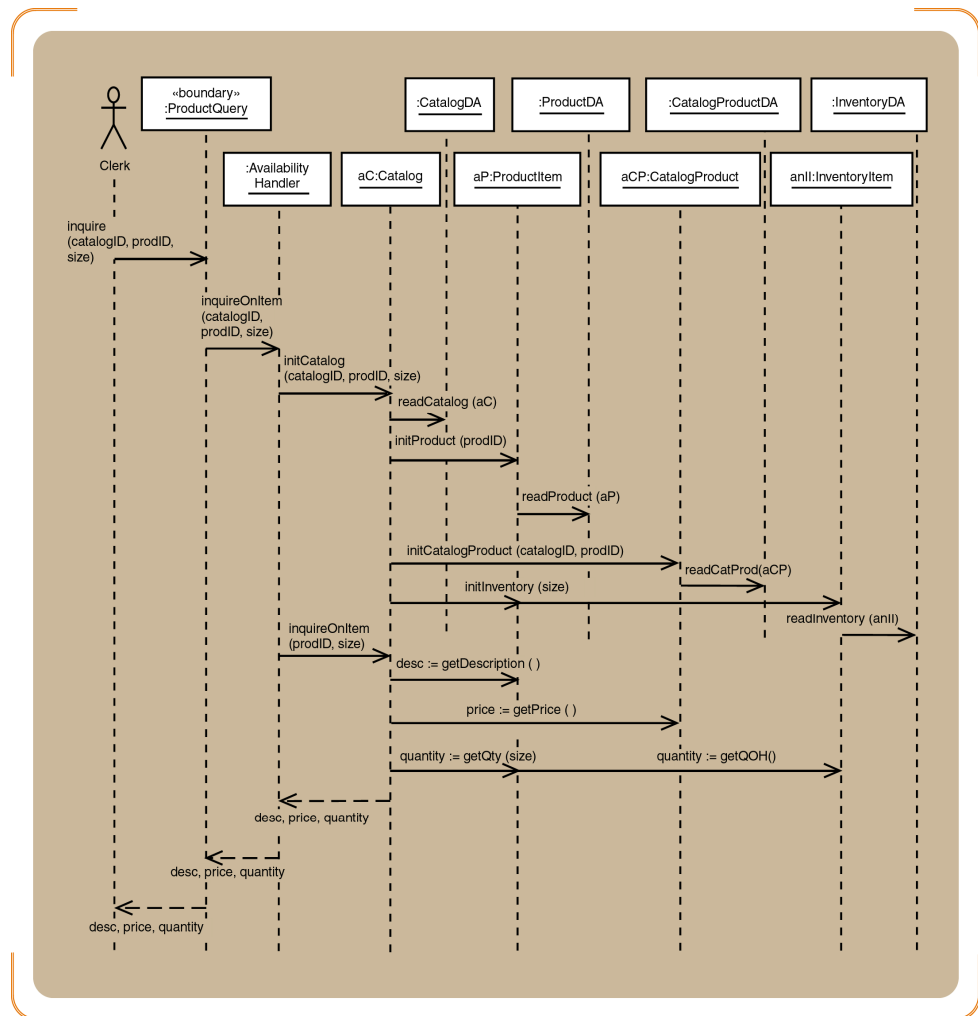 «boundary»
:ProductQuery
:CatalogDA
:ProductDA
:CatalogProductDA
:InventoryDA
Clerk
:Availability
Handler
aC:Catalog
aP:ProductItem
aCP:CatalogProduct
anII:InventoryItem
inquire
(catalogID, prodID,
size)
inquireOnItem
(catalogID,
prodID, size)
initCatalog
(catalogID, prodID, size)
readCatalog (aC)
initProduct (prodID)
readProduct (aP)
initCatalogProduct (catalogID, prodID)
readCatProd(aCP)
initInventory (size)
readInventory (anII)
inquireOnItem
(prodID, size)
desc := getDescription ( )
price := getPrice ( )
quantity := getQty (size)
quantity := getQOH()
desc, price, quantity
desc, price, quantity
desc, price, quantity